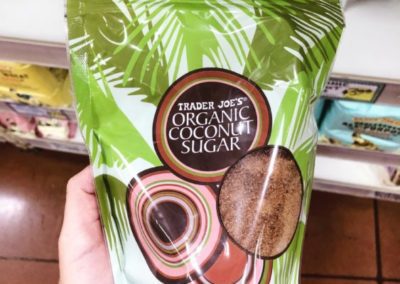 TRADER JOE'S
ORGANIC
COCONUT
SUGAR